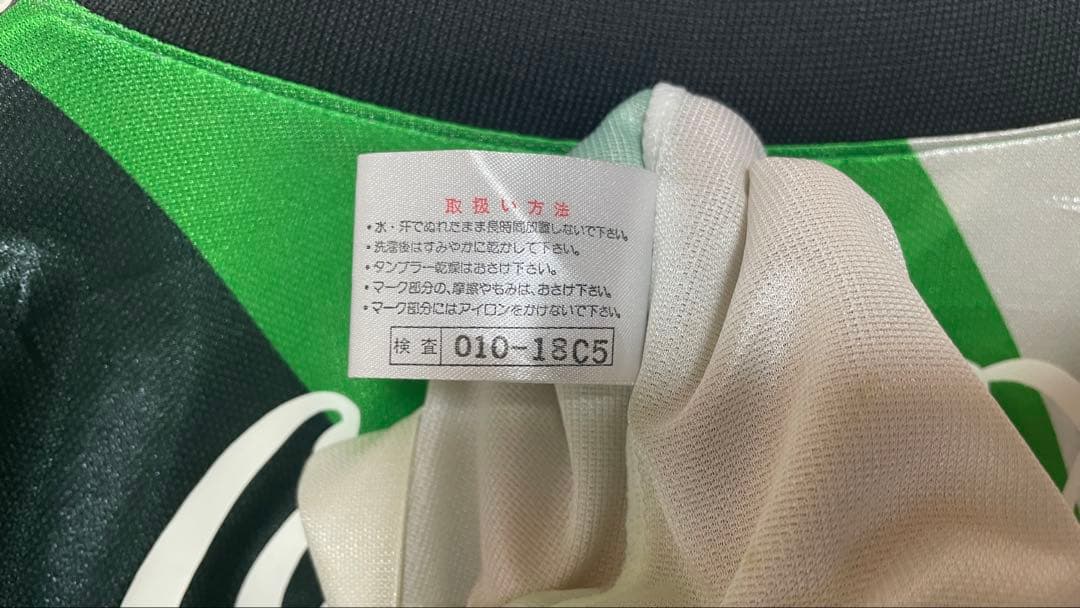 取扱い方法
・水・汗でぬれたまま長時間放置しないで下さい。
・洗濯後はすみやかに乾かして下さい。
・タンブラー乾燥はおさけ下さい。
・マーク部分の、摩擦やもみは、おさけ下さい。
・マーク部分にはアイロンをかけないで下さい。
検査 010-18C5